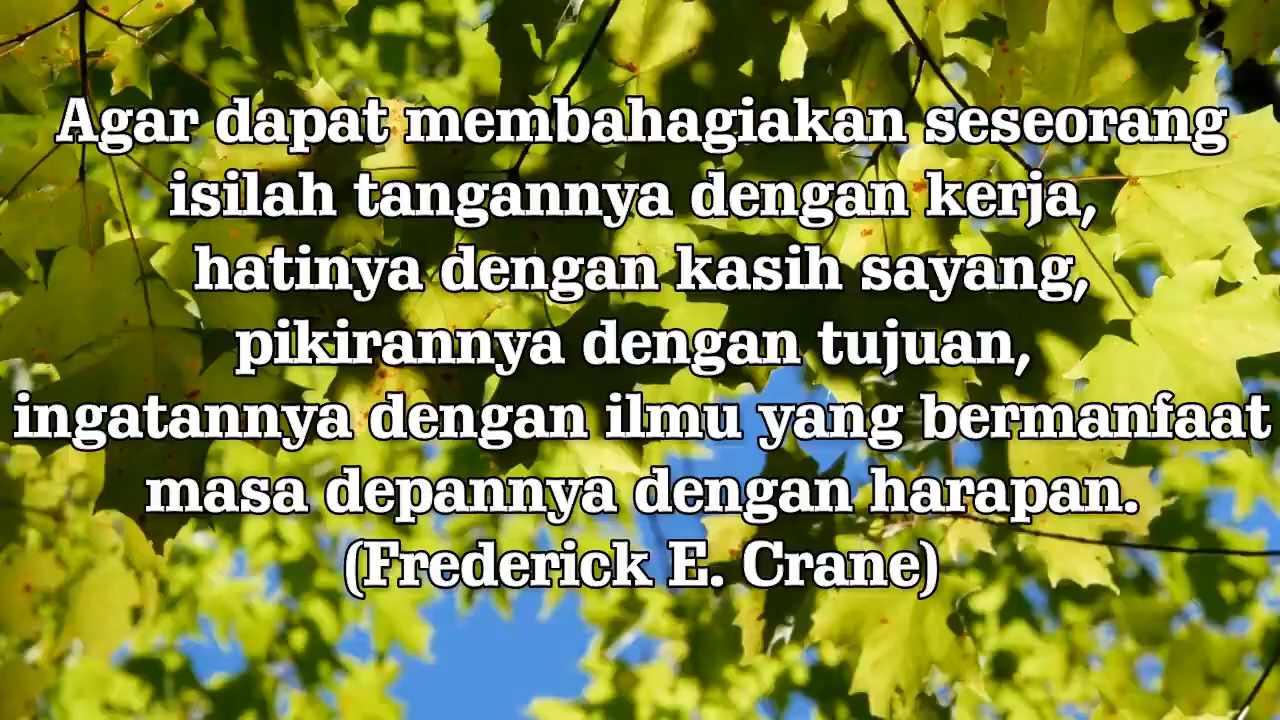 Agar dapat membahagiakan seseorang
isilah tangannya dengan kerja,
hatinya dengan kasih sayang,
pikirannya dengan tujuan,
ingatannya dengan ilmu yang bermanfaat
masa depannya dengan harapan.
(Frederick E. Crane)